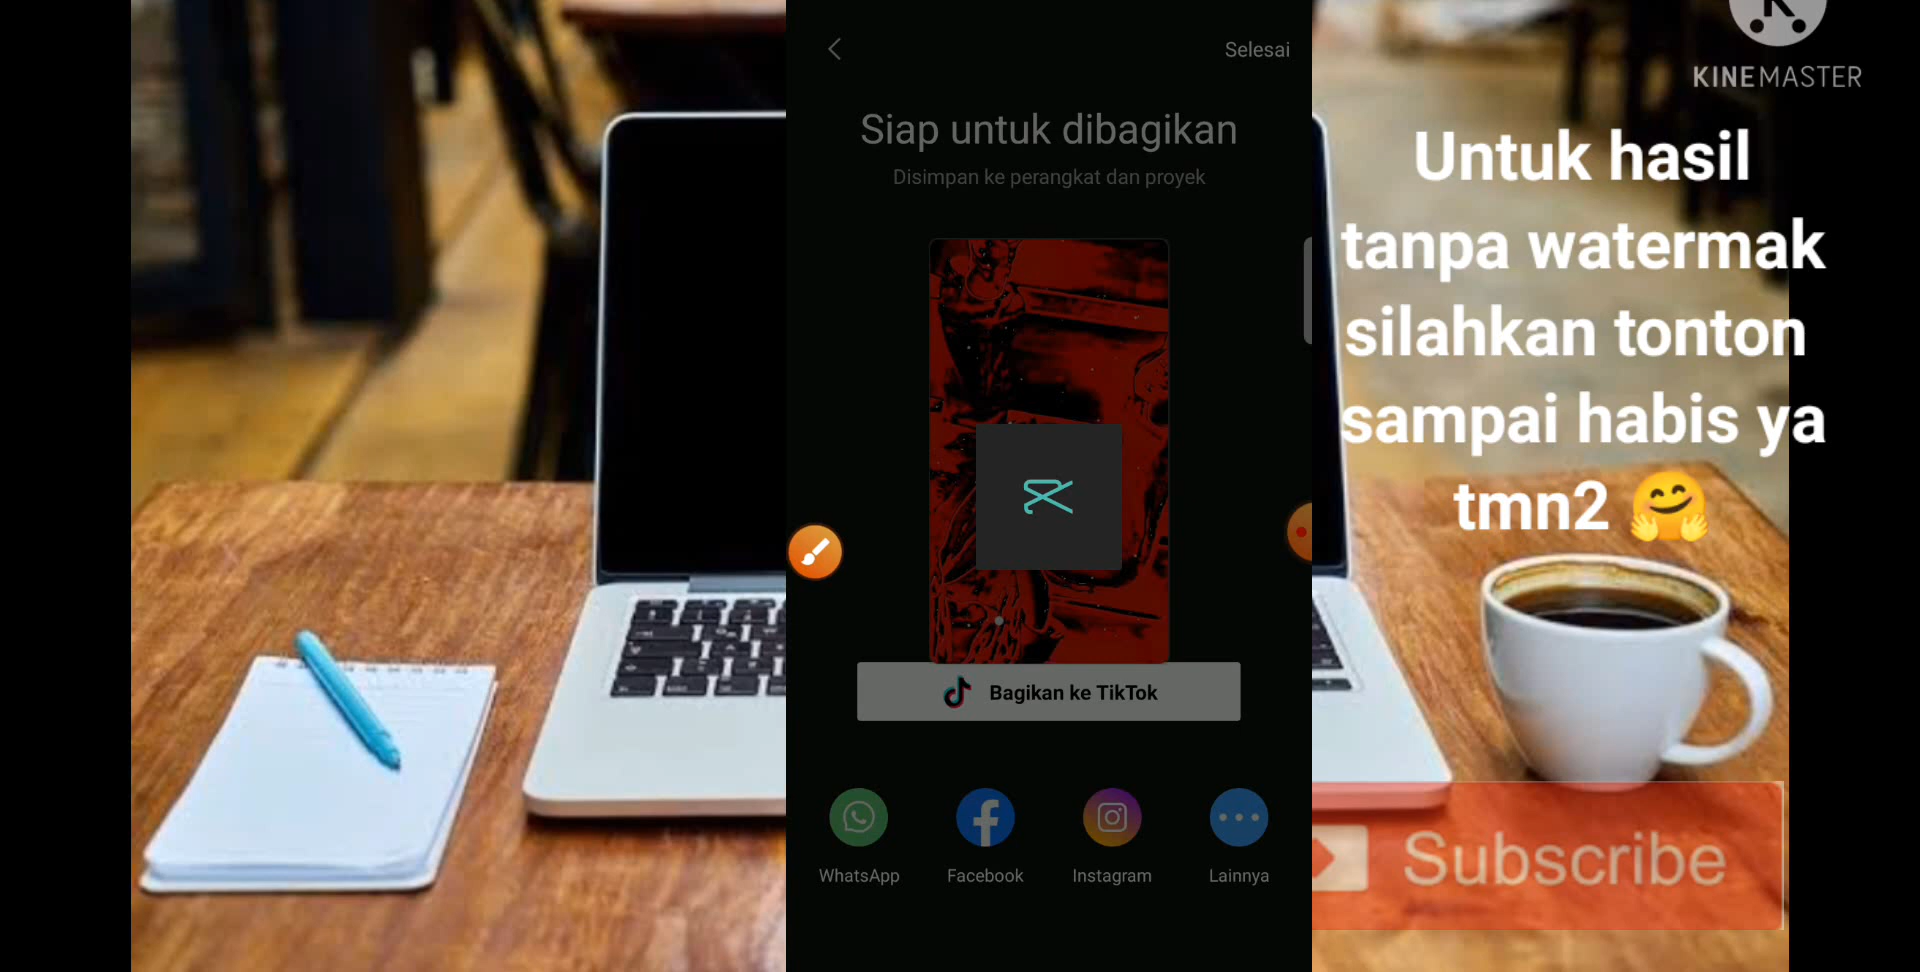 Selesai
Siap untuk dibagikan
Disimpan ke perangkat dan proyek
Bagikan ke TikTok
WhatsApp
Facebook
Instagram
Lainnya
KINEMASTER
Untuk hasil
tanpa watermak
silahkan tonton
sampai habis ya
tmn2 🤗
Subscribe